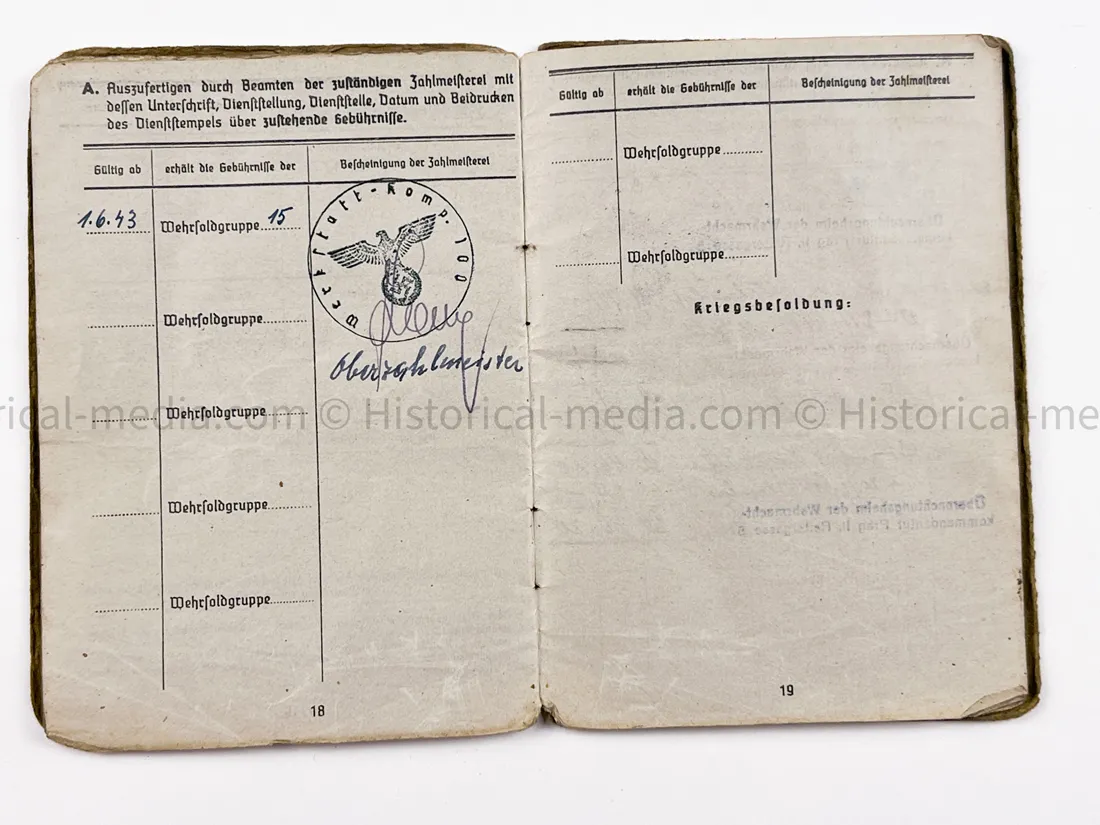 A. Auszufertigen durch Beamten der zuständigen Zahlmeisterei mit
dessen Unterschrift, Dienststellung, Dienststelle, Datum und Beidrucken
des Dienststempels über zustehende Gebührnisse.
Gültig ab erhält die Gebührnisse der Bescheinigung der Zahlmeisterei
1.6.43 Wehrsoldgruppe 15
Werkstatt-Komp. 100
Wehrsoldgruppe
Oberzahlmeister
Wehrsoldgruppe
Wehrsoldgruppe
Wehrsoldgruppe
18
Gültig ab erhält die Gebührnisse der Bescheinigung der Zahlmeisterei
Wehrsoldgruppe
Wehrsoldgruppe
Kriegsbesoldung:
Übernachtungsheim der Wehrmacht-
19
© Historical-media.com © Historical-media.com © Historical-me